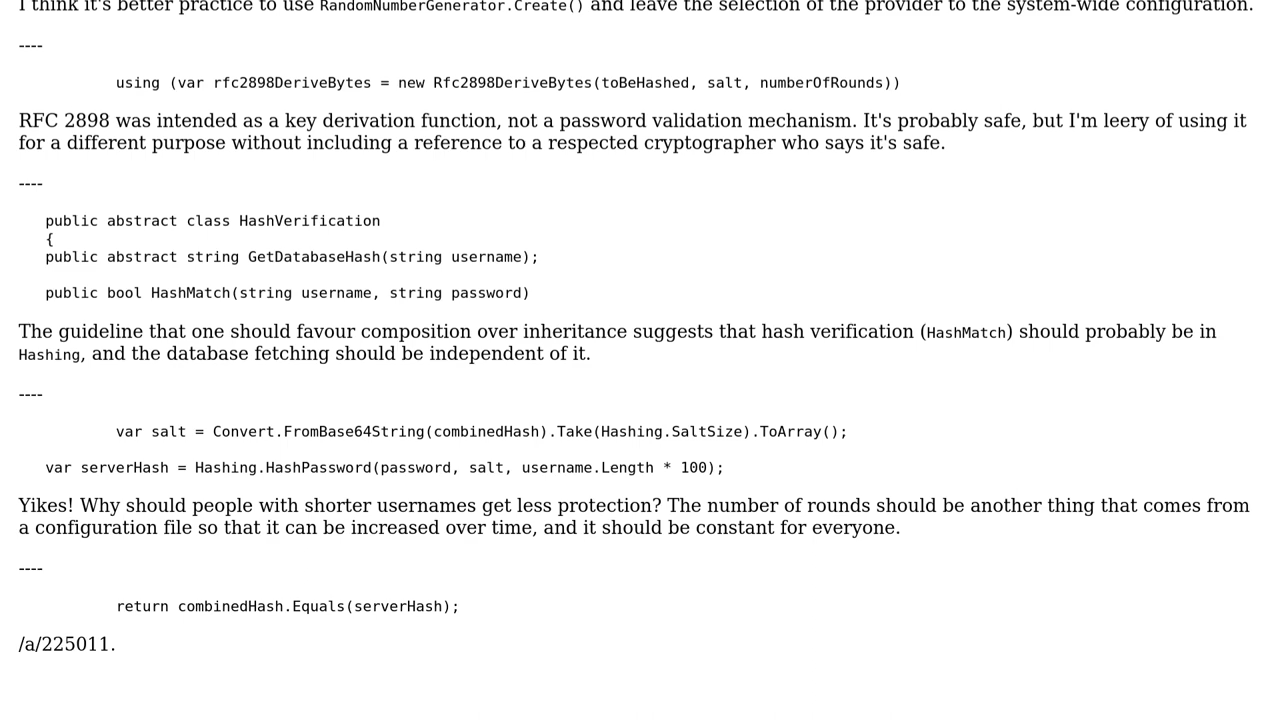 I think it's better practice to use RandomNumberGenerator.Create() and leave the selection of the provider to the system-wide configuration.
----
using (var rfc2898DeriveBytes = new Rfc2898DeriveBytes(toBeHashed, salt, numberOfRounds))
RFC 2898 was intended as a key derivation function, not a password validation mechanism. It's probably safe, but I'm leery of using it
for a different purpose without including a reference to a respected cryptographer who says it's safe.
----
public abstract class HashVerification
{
public abstract string GetDatabaseHash(string username);
public bool HashMatch(string username, string password)
The guideline that one should favour composition over inheritance suggests that hash verification (HashMatch) should probably be in
Hashing, and the database fetching should be independent of it.
----
var salt = Convert.FromBase64String(combinedHash).Take(Hashing.SaltSize).ToArray();
var serverHash = Hashing.HashPassword(password, salt, username.Length * 100);
Yikes! Why should people with shorter usernames get less protection? The number of rounds should be another thing that comes from
a configuration file so that it can be increased over time, and it should be constant for everyone.
----
return combinedHash.Equals(serverHash);
/a/225011.